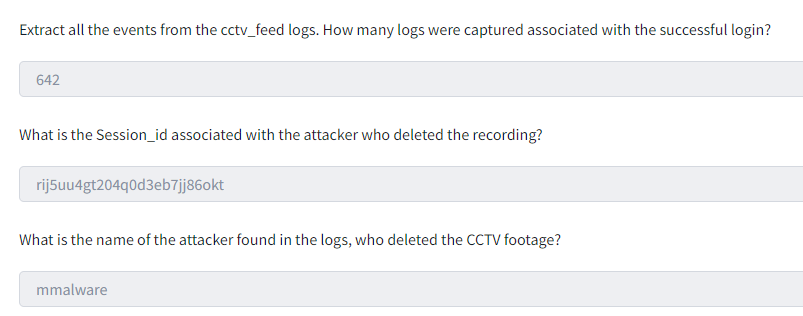 Extract all the events from the cctv_feed logs. How many logs were captured associated with the successful login?
642
What is the Session_id associated with the attacker who deleted the recording?
rij5uu4gt204q0d3eb7jj86okt
What is the name of the attacker found in the logs, who deleted the CCTV footage?
mmalware